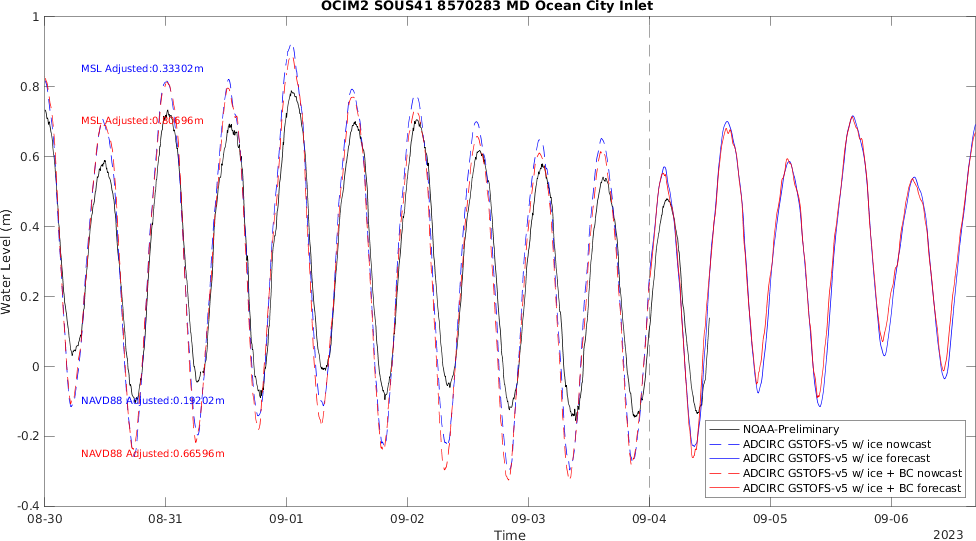 OCIM2 SOUS41 8570283 MD Ocean City Inlet
1
0.8
0.6
0.4
0.2
0
-0.2
-0.4
Water Level (m)
MSL Adjusted:0.33302m
MSL Adjusted:0.30696m
NAVD88 Adjusted:0.19202m
NAVD88 Adjusted:0.66596m
NOAA-Preliminary
ADCIRC GSTOFS-v5 w/ ice nowcast
ADCIRC GSTOFS-v5 w/ ice forecast
ADCIRC GSTOFS-v5 w/ ice + BC nowcast
ADCIRC GSTOFS-v5 w/ ice + BC forecast
08-30 08-31 09-01 09-02 09-03 09-04 09-05 09-06
Time
2023